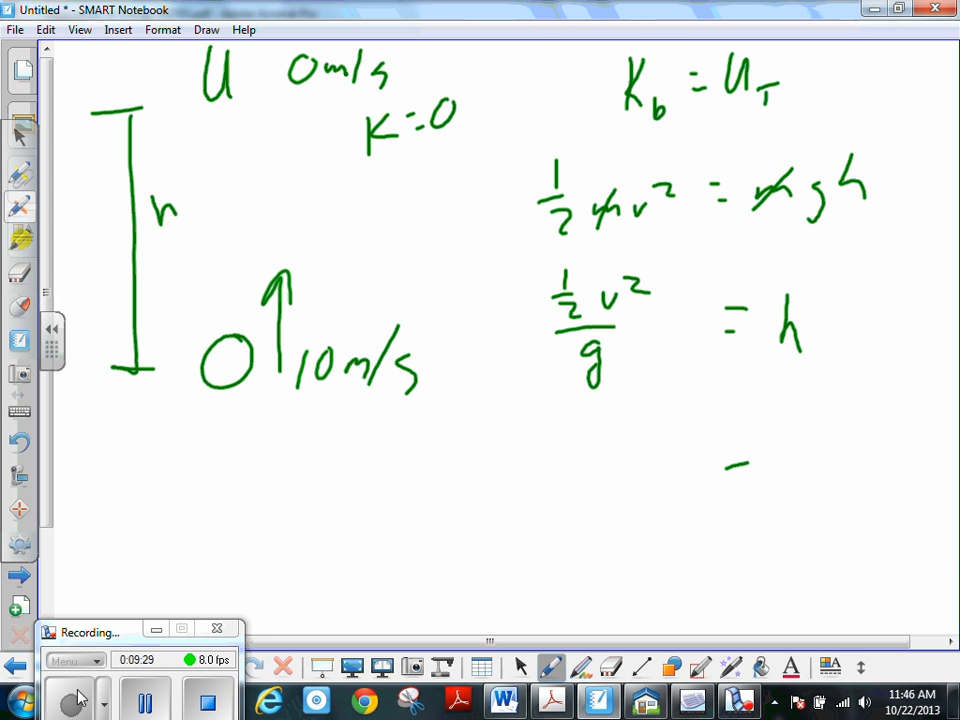 Untitled * - SMART Notebook
File Edit View Insert Format Draw Help
U 0m/s
K=0
h
10m/s
K_b = U_T
1/2 mv² = mgh
1/2 v² / g = h
=
Recording...
Menu 0:09:29 8.0 fps
A
11:46 AM
10/22/2013